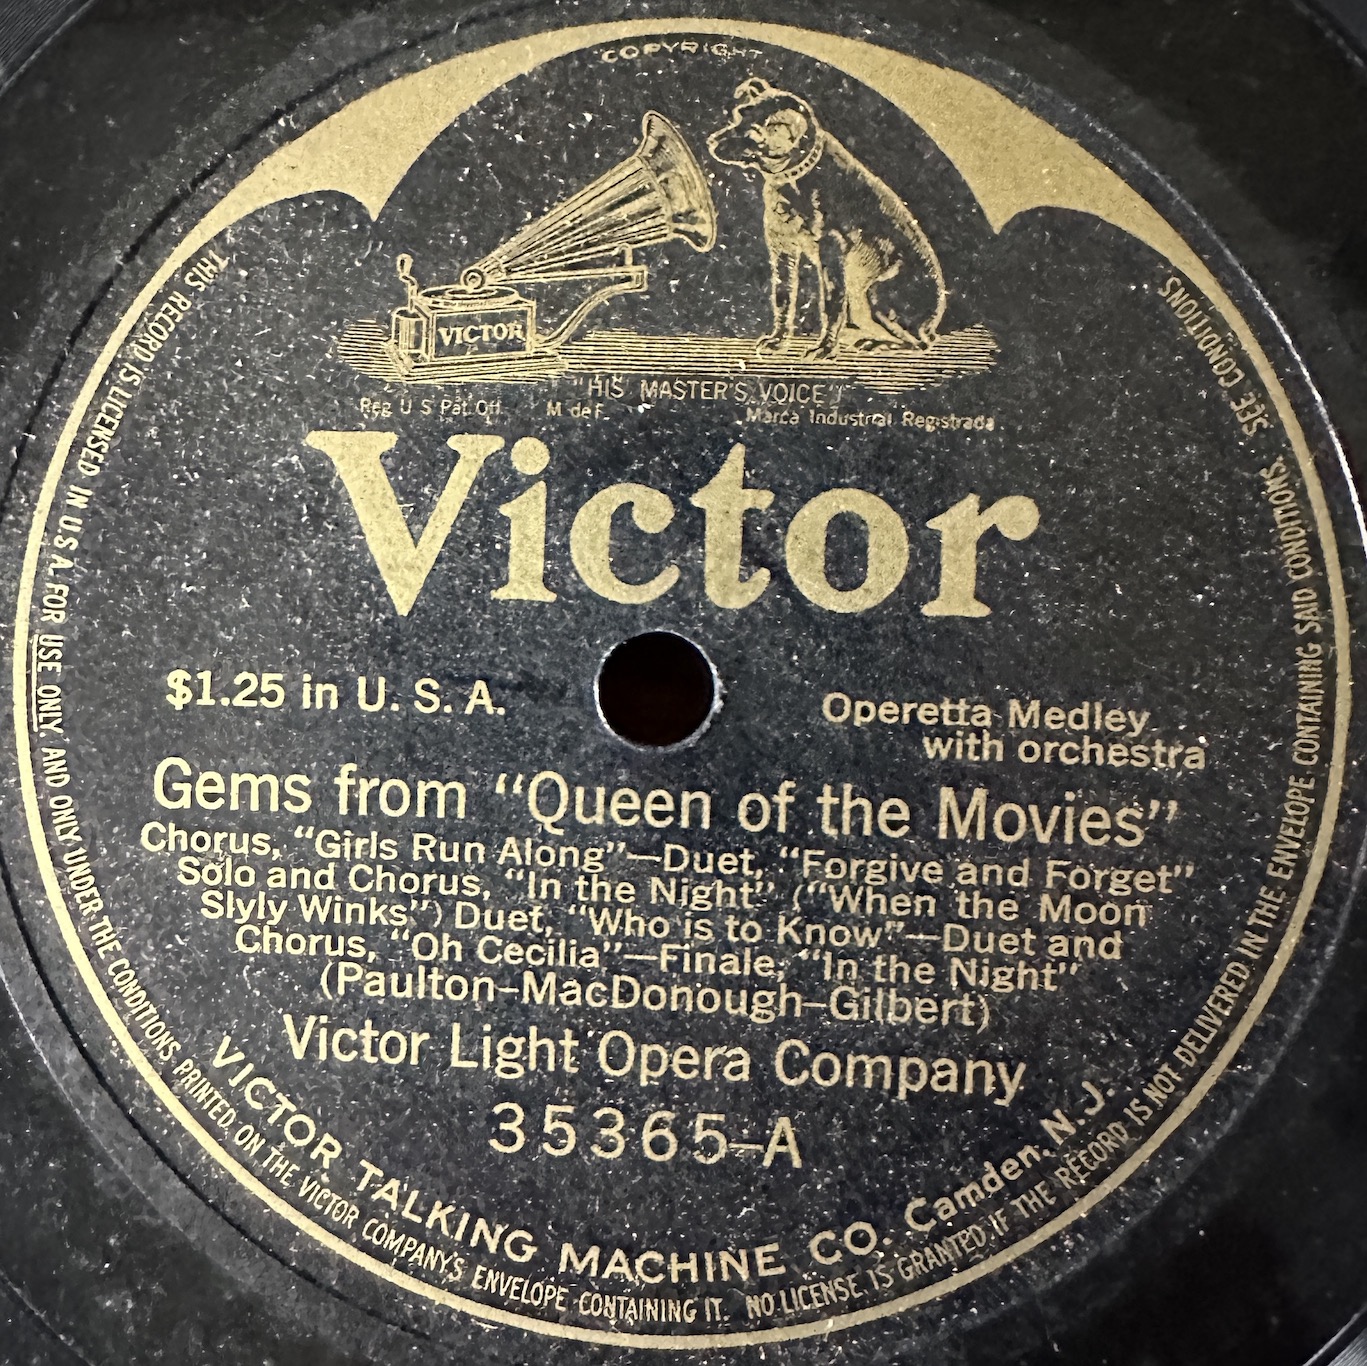 COPYRIGHT
VICTOR
"HIS MASTER'S VOICE"
Reg U S Pat. Off. M de F. Marca Industrial Registrada
Victor
$1.25 in U. S. A.
Operetta Medley
with orchestra
Gems from "Queen of the Movies"
Chorus, "Girls Run Along"—Duet, "Forgive and Forget"
Solo and Chorus, "In the Night" ("When the Moon
Slyly Winks") Duet, "Who is to Know"—Duet and
Chorus, "Oh Cecilia"—Finale, "In the Night"
(Paulton–MacDonough–Gilbert)
Victor Light Opera Company
35365–A
VICTOR TALKING MACHINE CO. Camden, N. J.
THIS RECORD IS LICENSED IN U.S.A. FOR USE ONLY, AND ONLY UNDER THE CONDITIONS PRINTED ON THE VICTOR COMPANY'S ENVELOPE CONTAINING IT. NO LICENSE IS GRANTED IF THE RECORD IS NOT DELIVERED IN THE ENVELOPE CONTAINING SAID CONDITIONS. SEE CONDITIONS